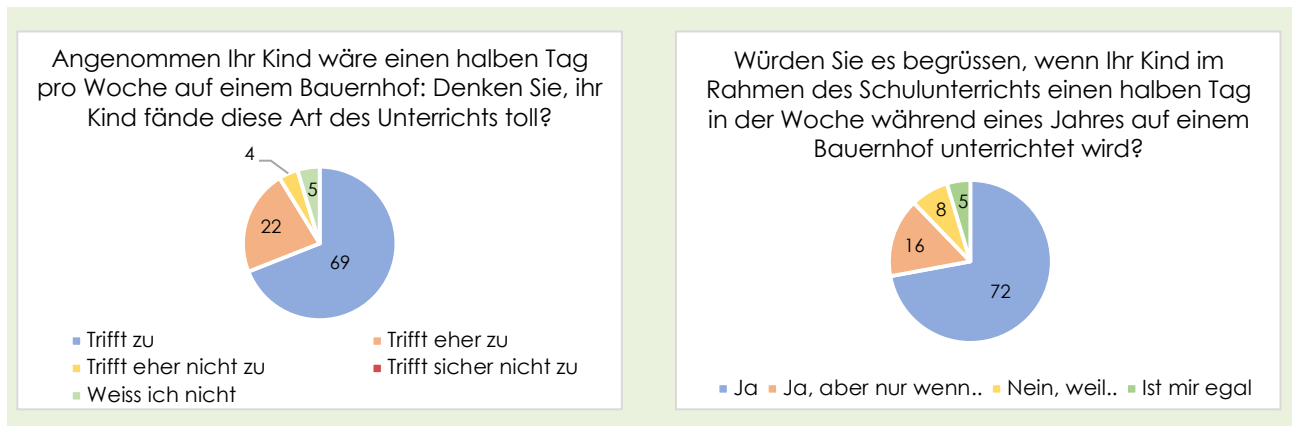 Angenommen Ihr Kind wäre einen halben Tag
pro Woche auf einem Bauernhof: Denken Sie, ihr
Kind fände diese Art des Unterrichts toll?
4
5
22
69
Trifft zu
Trifft eher zu
Trifft eher nicht zu
Trifft sicher nicht zu
Weiss ich nicht
Würden Sie es begrüssen, wenn Ihr Kind im
Rahmen des Schulunterrichts einen halben Tag
in der Woche während eines Jahres auf einem
Bauernhof unterrichtet wird?
5
8
16
72
Ja Ja, aber nur wenn.. Nein, weil.. Ist mir egal